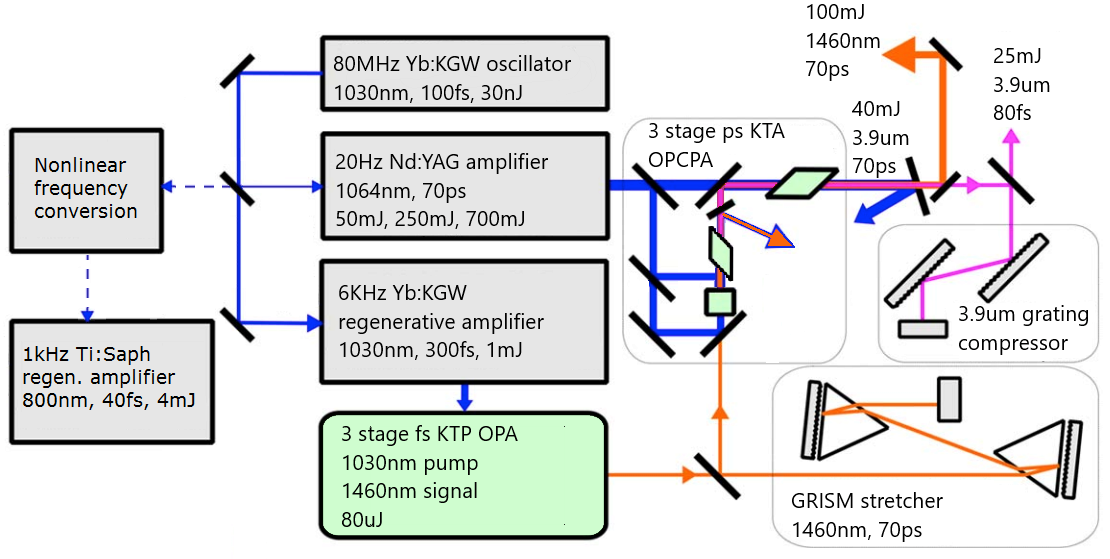 80MHz Yb:KGW oscillator
1030nm, 100fs, 30nJ
Nonlinear
frequency
conversion
20Hz Nd:YAG amplifier
1064nm, 70ps
50mJ, 250mJ, 700mJ
6KHz Yb:KGW
regenerative amplifier
1030nm, 300fs, 1mJ
1kHz Ti:Saph
regen. amplifier
800nm, 40fs, 4mJ
3 stage fs KTP OPA
1030nm pump
1460nm signal
80uJ
3 stage ps KTA
OPCPA
100mJ
1460nm
70ps
40mJ
3.9um
70ps
25mJ
3.9um
80fs
3.9um grating
compressor
GRISM stretcher
1460nm, 70ps